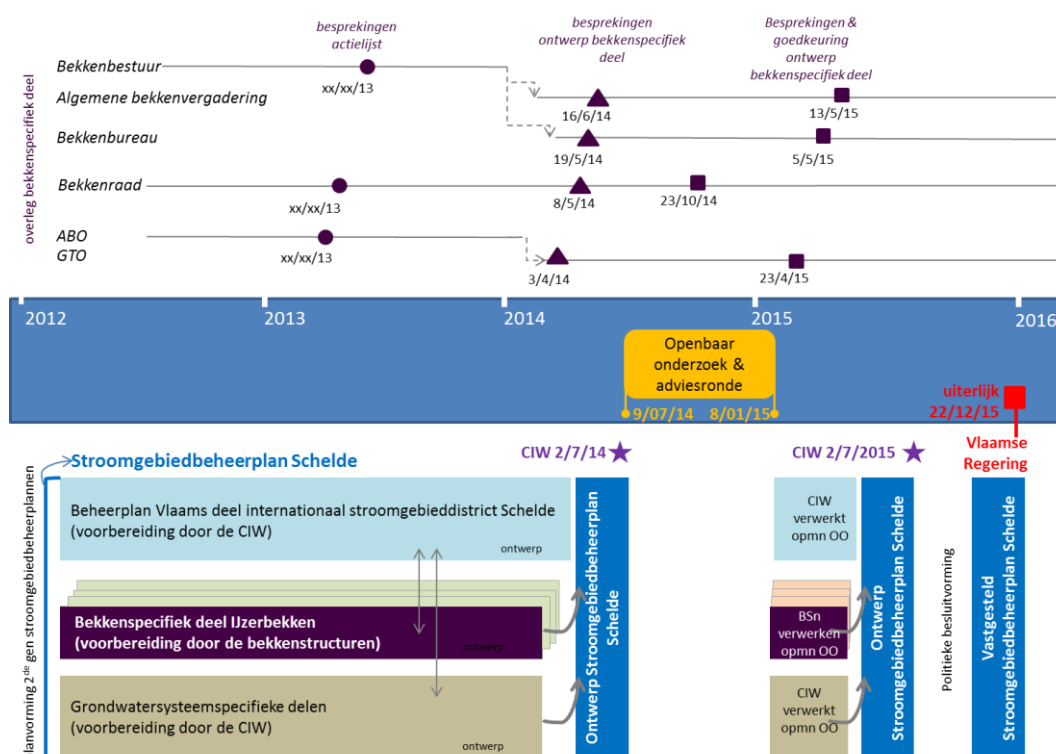 besprekingen
actielijst
besprekingen
ontwerp bekkenspecifiek
deel
Besprekingen &
goedkeuring
ontwerp
bekkenspecifiek deel
overleg bekkenspecifiek deel
Bekkenbestuur
xx/xx/13
Algemene bekkenvergadering
16/6/14
13/5/15
Bekkenbureau
19/5/14
5/5/15
Bekkenraad
xx/xx/13
8/5/14
23/10/14
ABO
GTO
xx/xx/13
3/4/14
23/4/15
2012
2013
2014
2015
2016
Openbaar
onderzoek &
adviesronde
9/07/14
8/01/15
uiterlijk
22/12/15
Vlaamse
Regering
planvorming 2de gen stroomgebiedbeheerplannen
Stroomgebiedbeheerplan Schelde
CIW 2/7/14
CIW 2/7/2015
Beheerplan Vlaams deel internationaal stroomgebieddistrict Schelde
(voorbereiding door de CIW)
ontwerp
Bekkenspecifiek deel IJzerbekken
(voorbereiding door de bekkenstructuren)
ontwerp
Grondwatersysteemspecifieke delen
(voorbereiding door de CIW)
ontwerp
Ontwerp Stroomgebiedbeheerplan
Schelde
CIW
verwerkt
opmn OO
BSn
verwerken
opmn OO
CIW
verwerkt
opmn OO
Ontwerp
Stroomgebiedbeheerplan Schelde
Politieke besluitvorming
Vastgesteld
Stroomgebiedbeheerplan Schelde